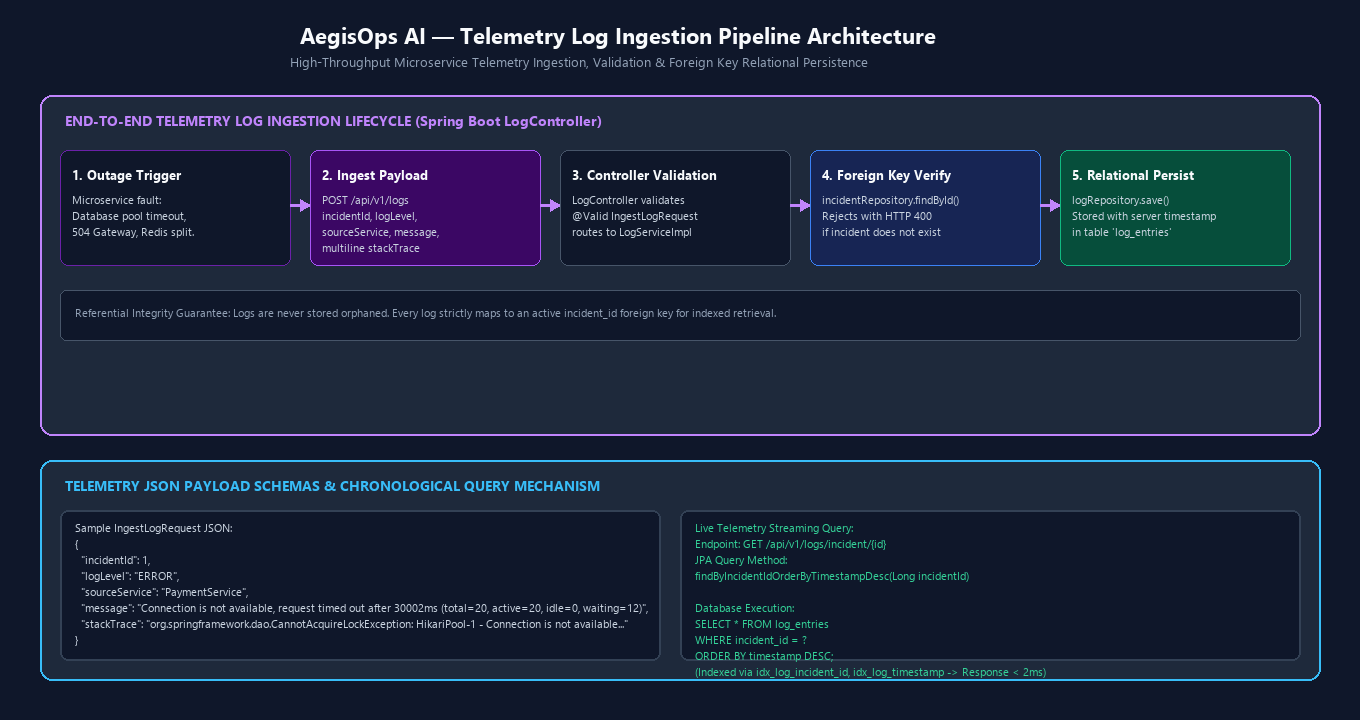 AegisOps AI — Telemetry Log Ingestion Pipeline Architecture
High-Throughput Microservice Telemetry Ingestion, Validation & Foreign Key Relational Persistence
END-TO-END TELEMETRY LOG INGESTION LIFECYCLE (Spring Boot LogController)
1. Outage Trigger
Microservice fault:
Database pool timeout,
504 Gateway, Redis split.
2. Ingest Payload
POST /api/v1/logs
incidentId, logLevel,
sourceService, message,
multiline stackTrace
3. Controller Validation
LogController validates
@Valid IngestLogRequest
routes to LogServiceImpl
4. Foreign Key Verify
incidentRepository.findById()
Rejects with HTTP 400
if incident does not exist
5. Relational Persist
logRepository.save()
Stored with server timestamp
in table 'log_entries'
Referential Integrity Guarantee: Logs are never stored orphaned. Every log strictly maps to an active incident_id foreign key for indexed retrieval.
TELEMETRY JSON PAYLOAD SCHEMAS & CHRONOLOGICAL QUERY MECHANISM
Sample IngestLogRequest JSON:
{
"incidentId": 1,
"logLevel": "ERROR",
"sourceService": "PaymentService",
"message": "Connection is not available, request timed out after 30002ms (total=20, active=20, idle=0, waiting=12)",
"stackTrace": "org.springframework.dao.CannotAcquireLockException: HikariPool-1 - Connection is not available..."
}
Live Telemetry Streaming Query:
Endpoint: GET /api/v1/logs/incident/{id}
JPA Query Method:
findByIncidentIdOrderByTimestampDesc(Long incidentId)
Database Execution:
SELECT * FROM log_entries
WHERE incident_id = ?
ORDER BY timestamp DESC;
(Indexed via idx_log_incident_id, idx_log_timestamp -> Response < 2ms)